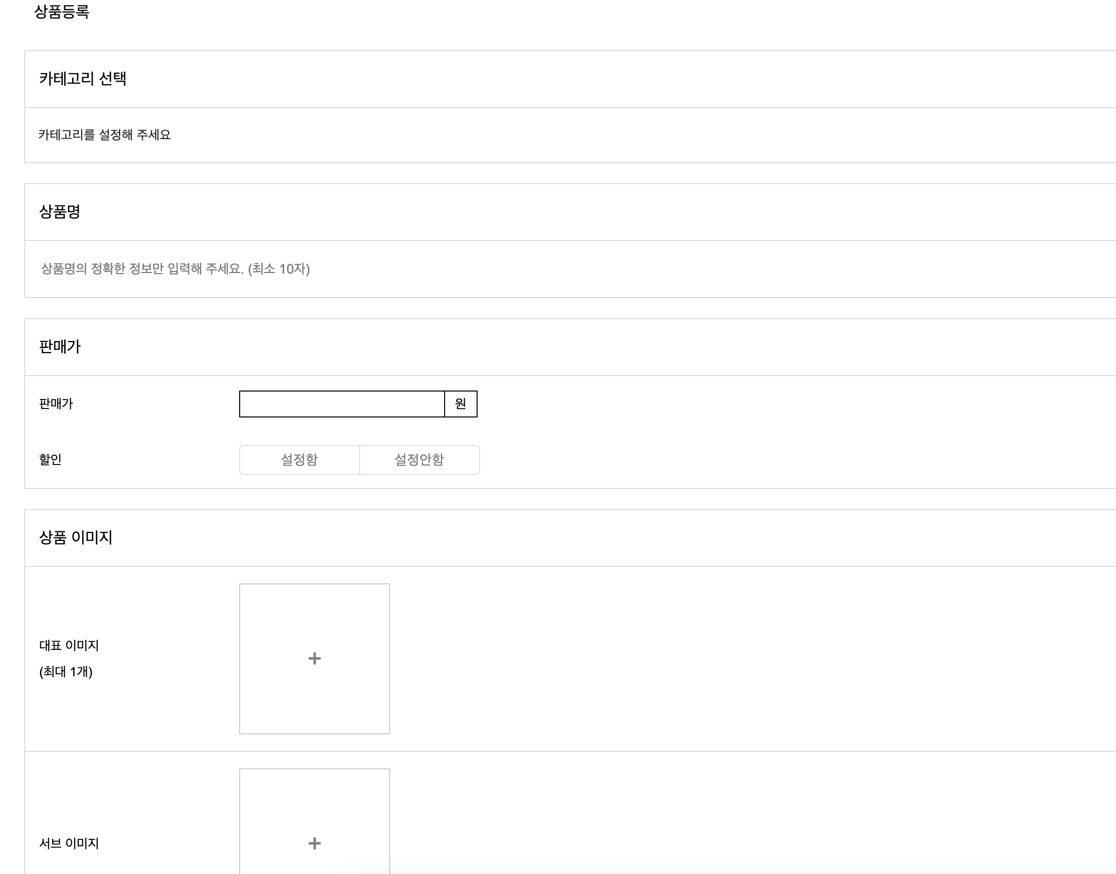 상품등록
카테고리 선택
카테고리를 설정해 주세요
상품명
상품명의 정확한 정보만 입력해 주세요. (최소 10자)
판매가
판매가
원
할인
설정함
설정안함
상품 이미지
대표 이미지
(최대 1개)
+
서브 이미지
+